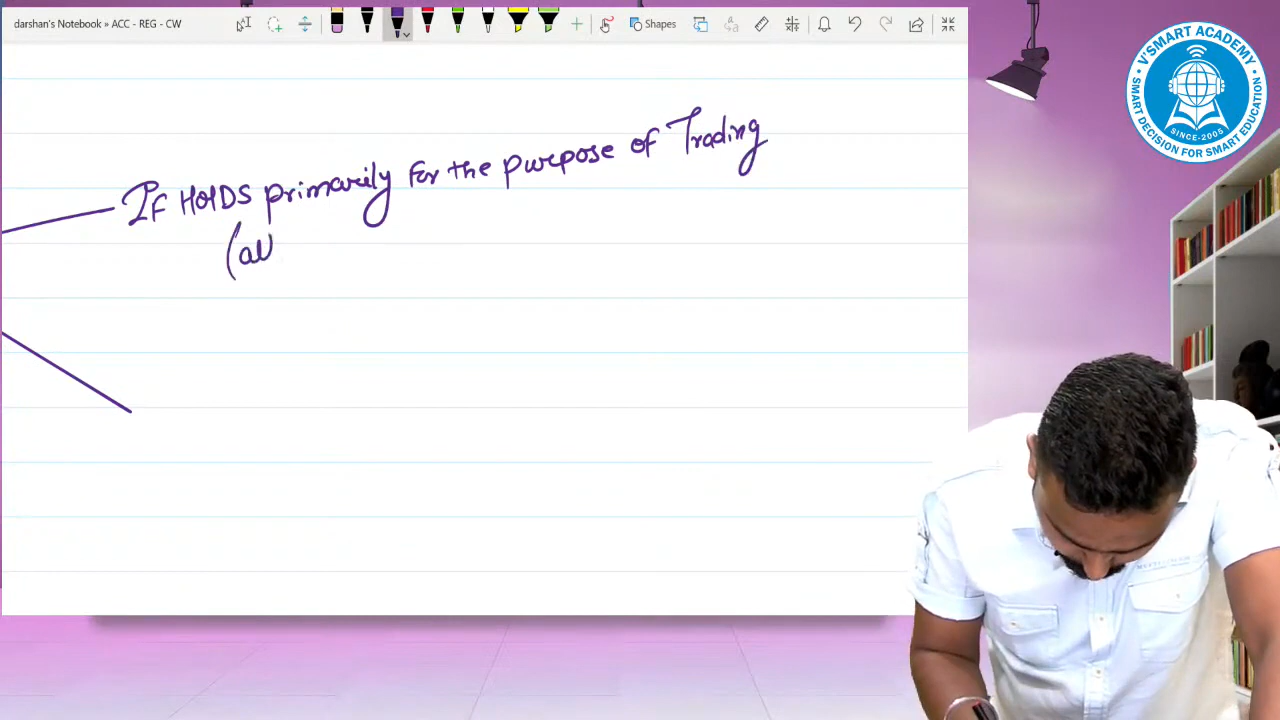 darshan's Notebook » ACC - REG - CW
Shapes
If Holds primarily for the purpose of Trading
(all
V'SMART ACADEMY
SINCE-2005
SMART DECISION FOR SMART EDUCATION